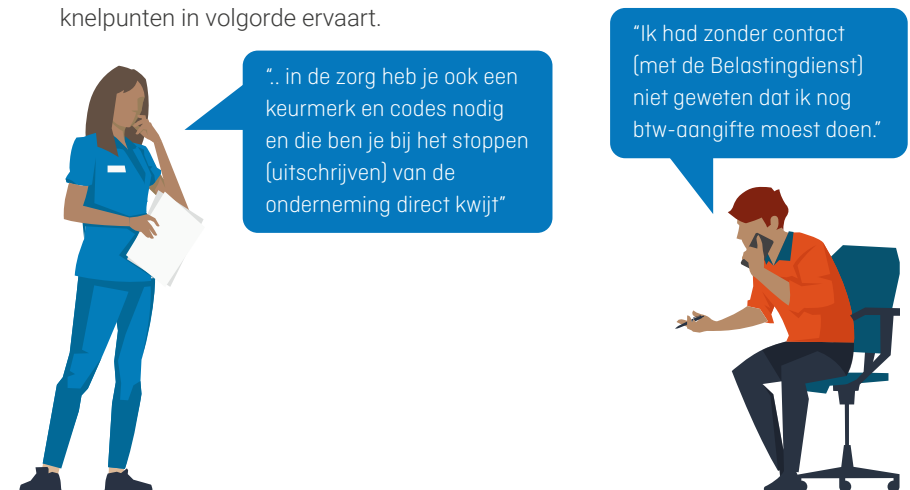 knelpunten in volgorde ervaart.
“.. in de zorg heb je ook een
keurmerk en codes nodig
en die ben je bij het stoppen
(uitschrijven) van de
onderneming direct kwijt”
“Ik had zonder contact
(met de Belastingdienst)
niet geweten dat ik nog
btw-aangifte moest doen.”